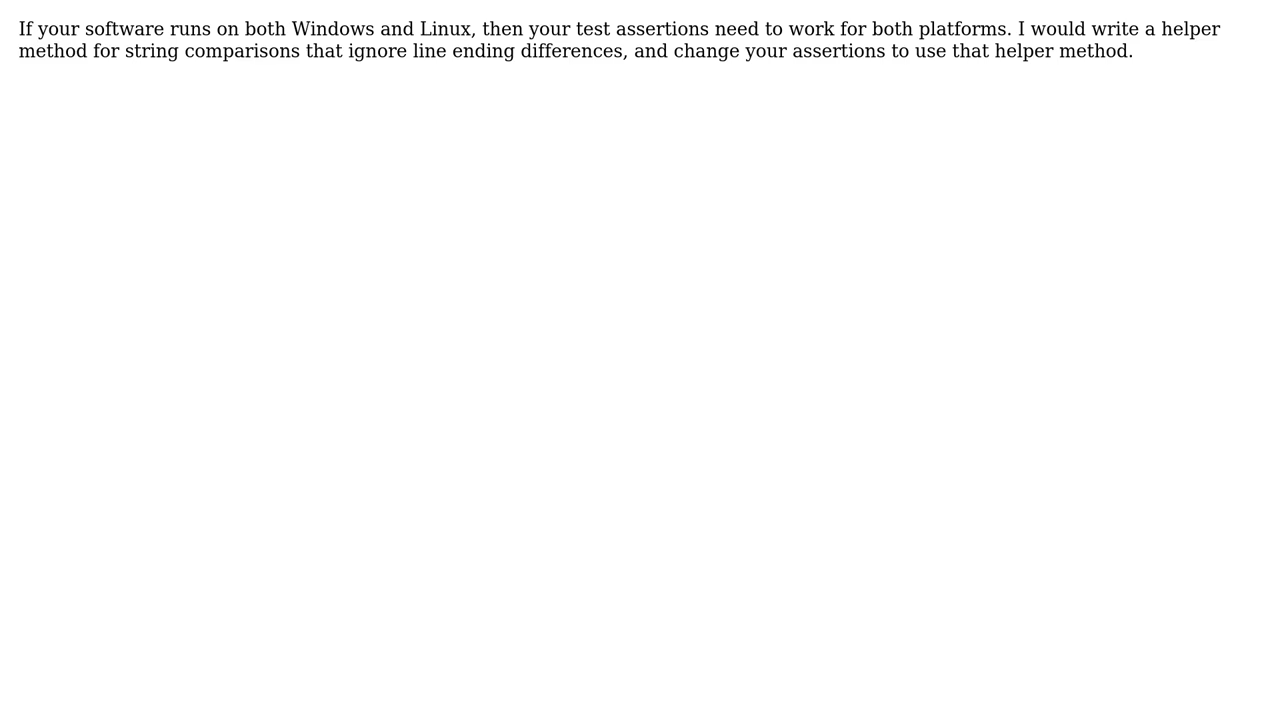 If your software runs on both Windows and Linux, then your test assertions need to work for both platforms. I would write a helper
method for string comparisons that ignore line ending differences, and change your assertions to use that helper method.